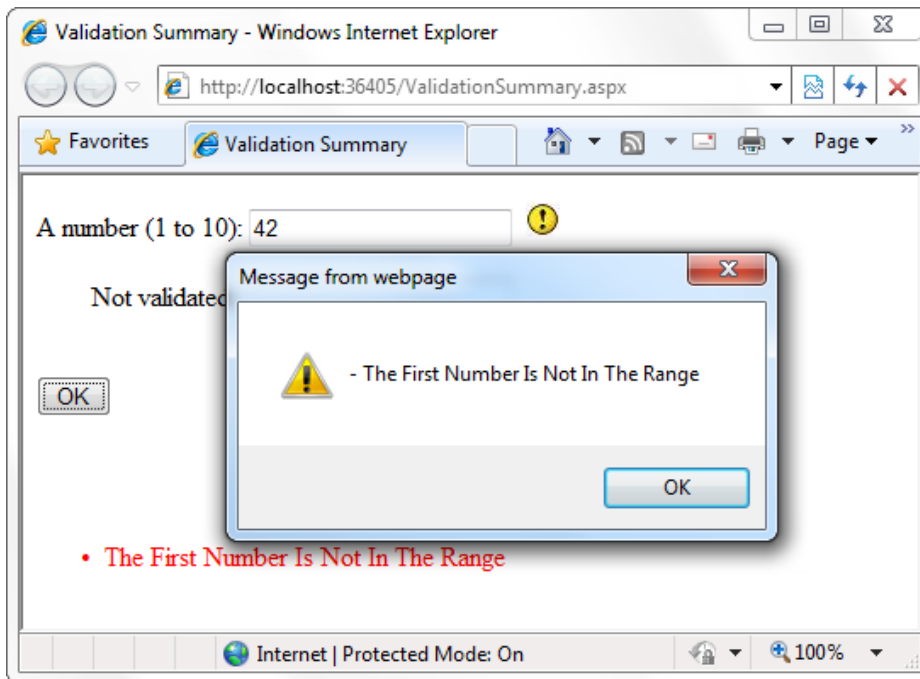 Validation Summary - Windows Internet Explorer
http://localhost:36405/ValidationSummary.aspx
Favorites Validation Summary Page »
A number (1 to 10): 42
Message from webpage
Not validated
- The First Number Is Not In The Range
OK
OK
• The First Number Is Not In The Range
Internet | Protected Mode: On 100%